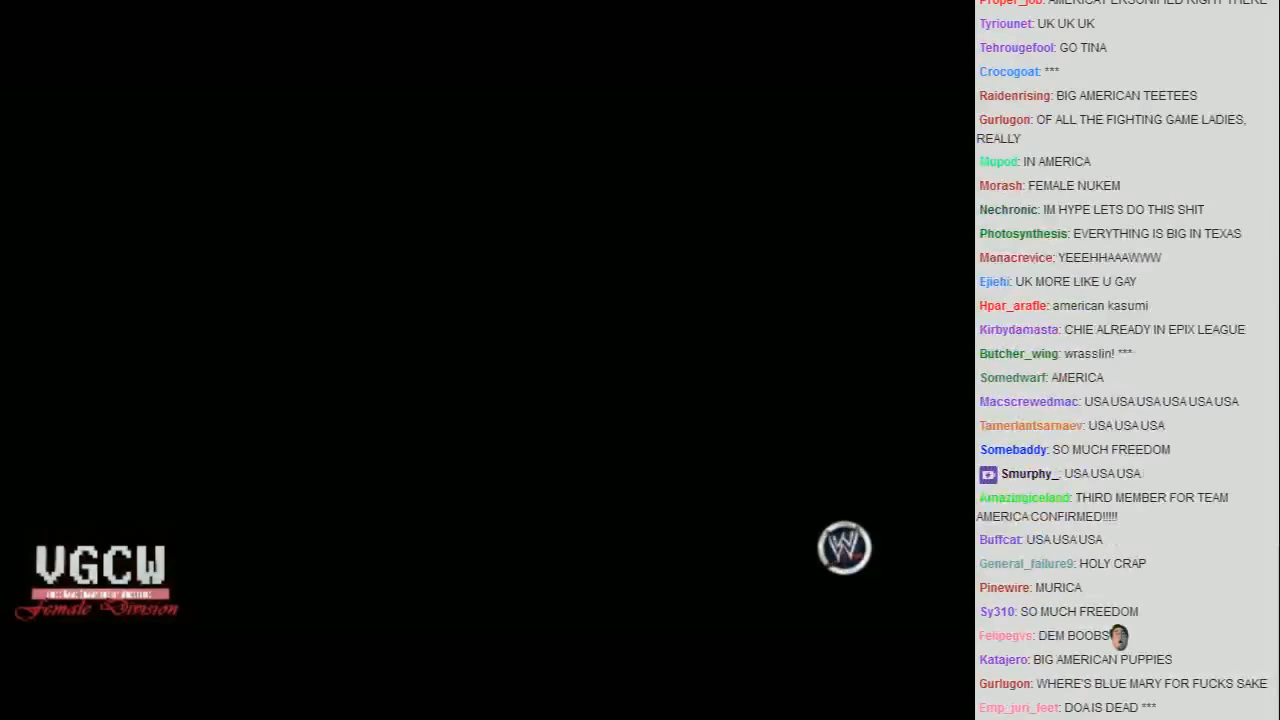 Proper_job: AMERICA PERSONIFIED RIGHT THERE
Tyriounet: UK UK UK
Tehrougefool: GO TINA
Crocogoat: ***
Raidenrising: BIG AMERICAN TEETEES
Gurlugon: OF ALL THE FIGHTING GAME LADIES,
REALLY
Mupod: IN AMERICA
Morash: FEMALE NUKEM
Nechronic: IM HYPE LETS DO THIS SHIT
Photosynthesis: EVERYTHING IS BIG IN TEXAS
Manacrevice: YEEEHHAAAWWW
Ejiehi: UK MORE LIKE U GAY
Hpar_arafle: american kasumi
Kirbydamasta: CHIE ALREADY IN EPIX LEAGUE
Butcher_wing: wrasslin! ***
Somedwarf: AMERICA
Macscrewedmac: USA USA USA USA USA USA
Tamerlantsarnaev: USA USA USA
Somebaddy: SO MUCH FREEDOM
Smurphy_: USA USA USA
Amazingiceland: THIRD MEMBER FOR TEAM
AMERICA CONFIRMED!!!!!
Buffcat: USA USA USA
General_failure9: HOLY CRAP
Pinewire: MURICA
Sy310: SO MUCH FREEDOM
Felipegvs: DEM BOOBS
Katajero: BIG AMERICAN PUPPIES
Gurlugon: WHERE'S BLUE MARY FOR FUCKS SAKE
Emp_juri_feet: DOA IS DEAD ***
VGCW
Female Division
W